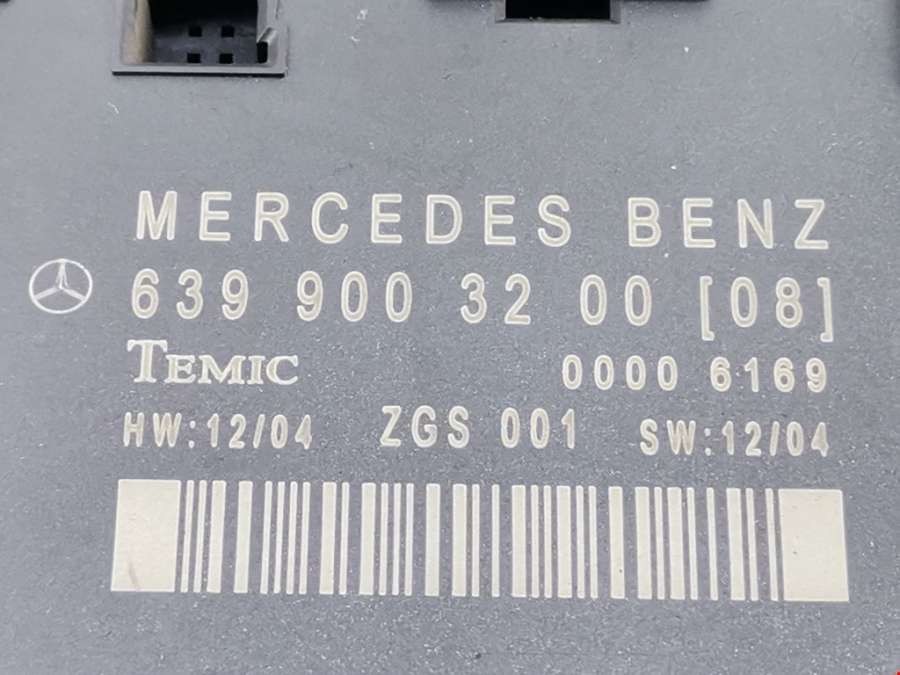 MERCEDES BENZ
639 900 32 00 [08]
TEMIC 0000 6169
HW:12/04 ZGS 001 SW:12/04